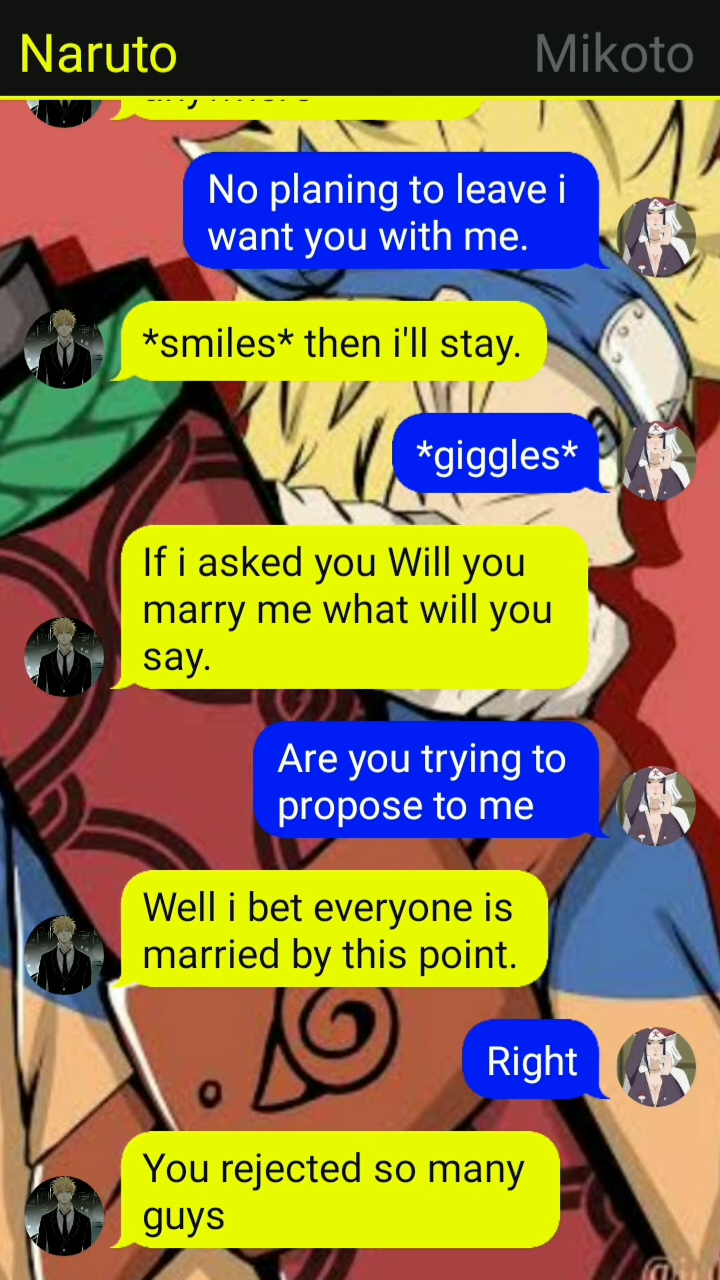 Naruto
Mikoto
No planing to leave i
want you with me.
*smiles* then i'll stay.
*giggles*
If i asked you Will you
marry me what will you
say.
Are you trying to
propose to me
Well i bet everyone is
married by this point.
Right
You rejected so many
guys